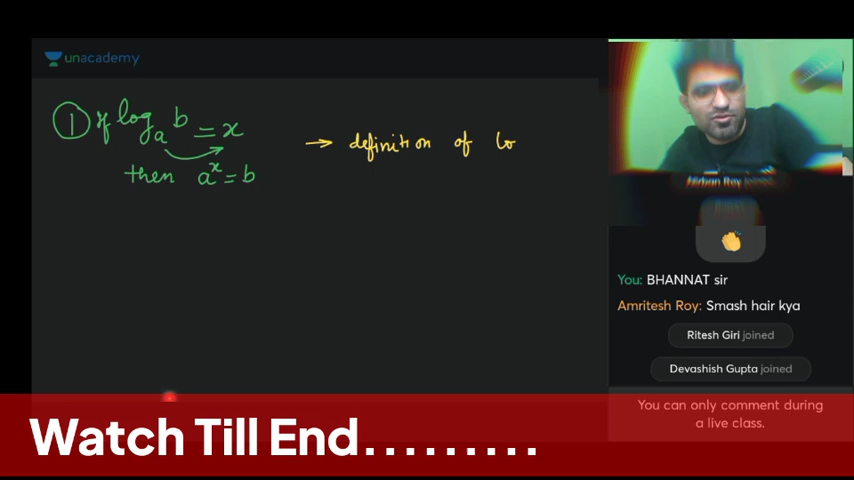 unacademy
① If log_a b = x
then a^x = b
→ definition of lo
You: BHANNAT sir
Amritesh Roy: Smash hair kya
Ritesh Giri joined
Devashish Gupta joined
You can only comment during
a live class.
Watch Till End.........